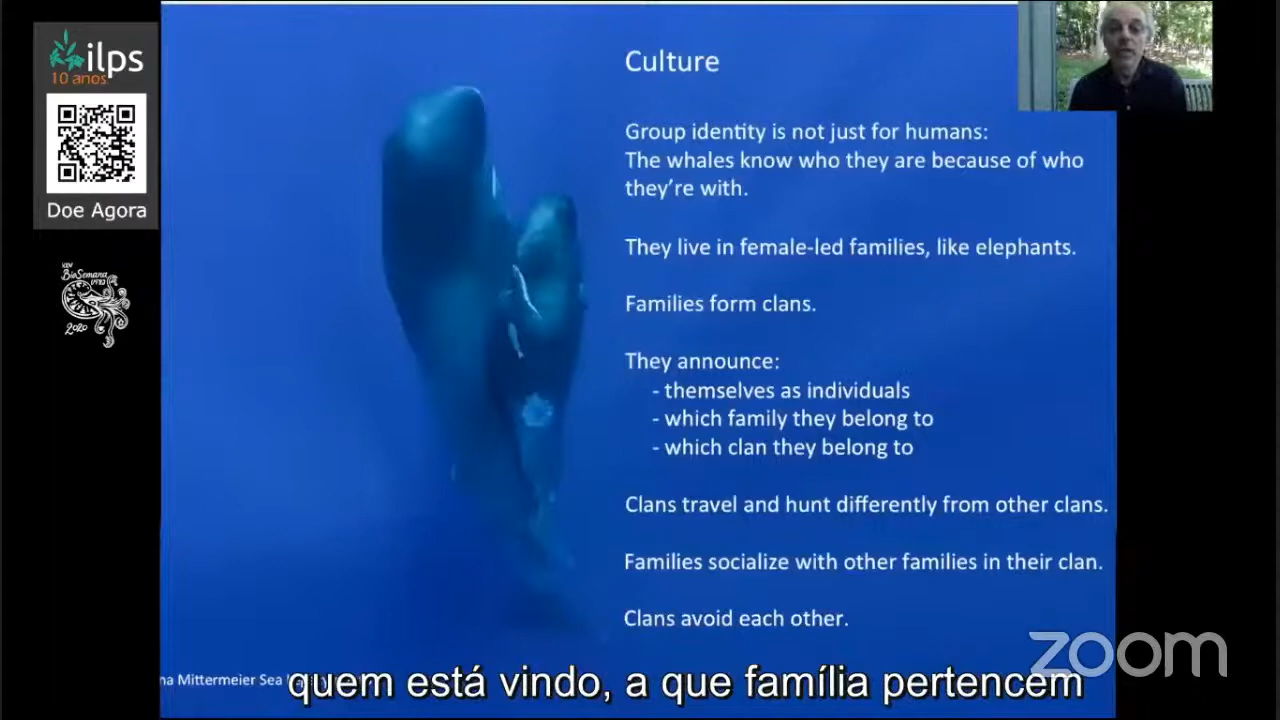 ilps
10 anos
Doe Agora
BioSemana
2020
Culture
Group identity is not just for humans:
The whales know who they are because of who
they're with.
They live in female-led families, like elephants.
Families form clans.
They announce:
- themselves as individuals
- which family they belong to
- which clan they belong to
Clans travel and hunt differently from other clans.
Families socialize with other families in their clan.
Clans avoid each other.
zoom
Mittermeier Sea
quem está vindo, a que família pertencem